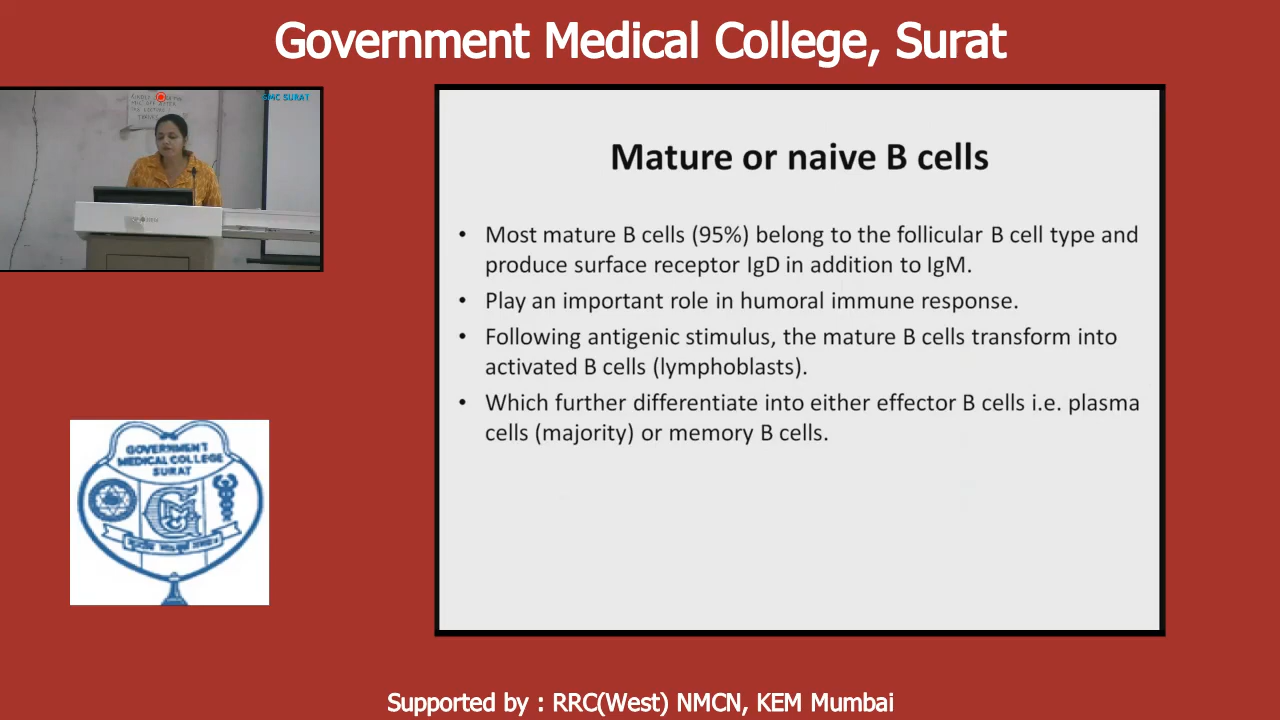 Government Medical College, Surat
GMC SURAT
Mature or naive B cells
• Most mature B cells (95%) belong to the follicular B cell type and
produce surface receptor IgD in addition to IgM.
• Play an important role in humoral immune response.
• Following antigenic stimulus, the mature B cells transform into
activated B cells (lymphoblasts).
• Which further differentiate into either effector B cells i.e. plasma
cells (majority) or memory B cells.
GOVERNMENT
MEDICAL COLLEGE
SURAT
Supported by : RRC(West) NMCN, KEM Mumbai